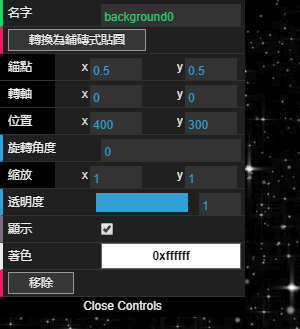 名字 background0
轉換為鋪磚式貼圖
錨點 x 0.5 y 0.5
轉軸 x 0 y 0
位置 x 400 y 300
旋轉角度 0
縮放 x 1 y 1
透明度 1
顯示
著色 0xffffff
移除
Close Controls